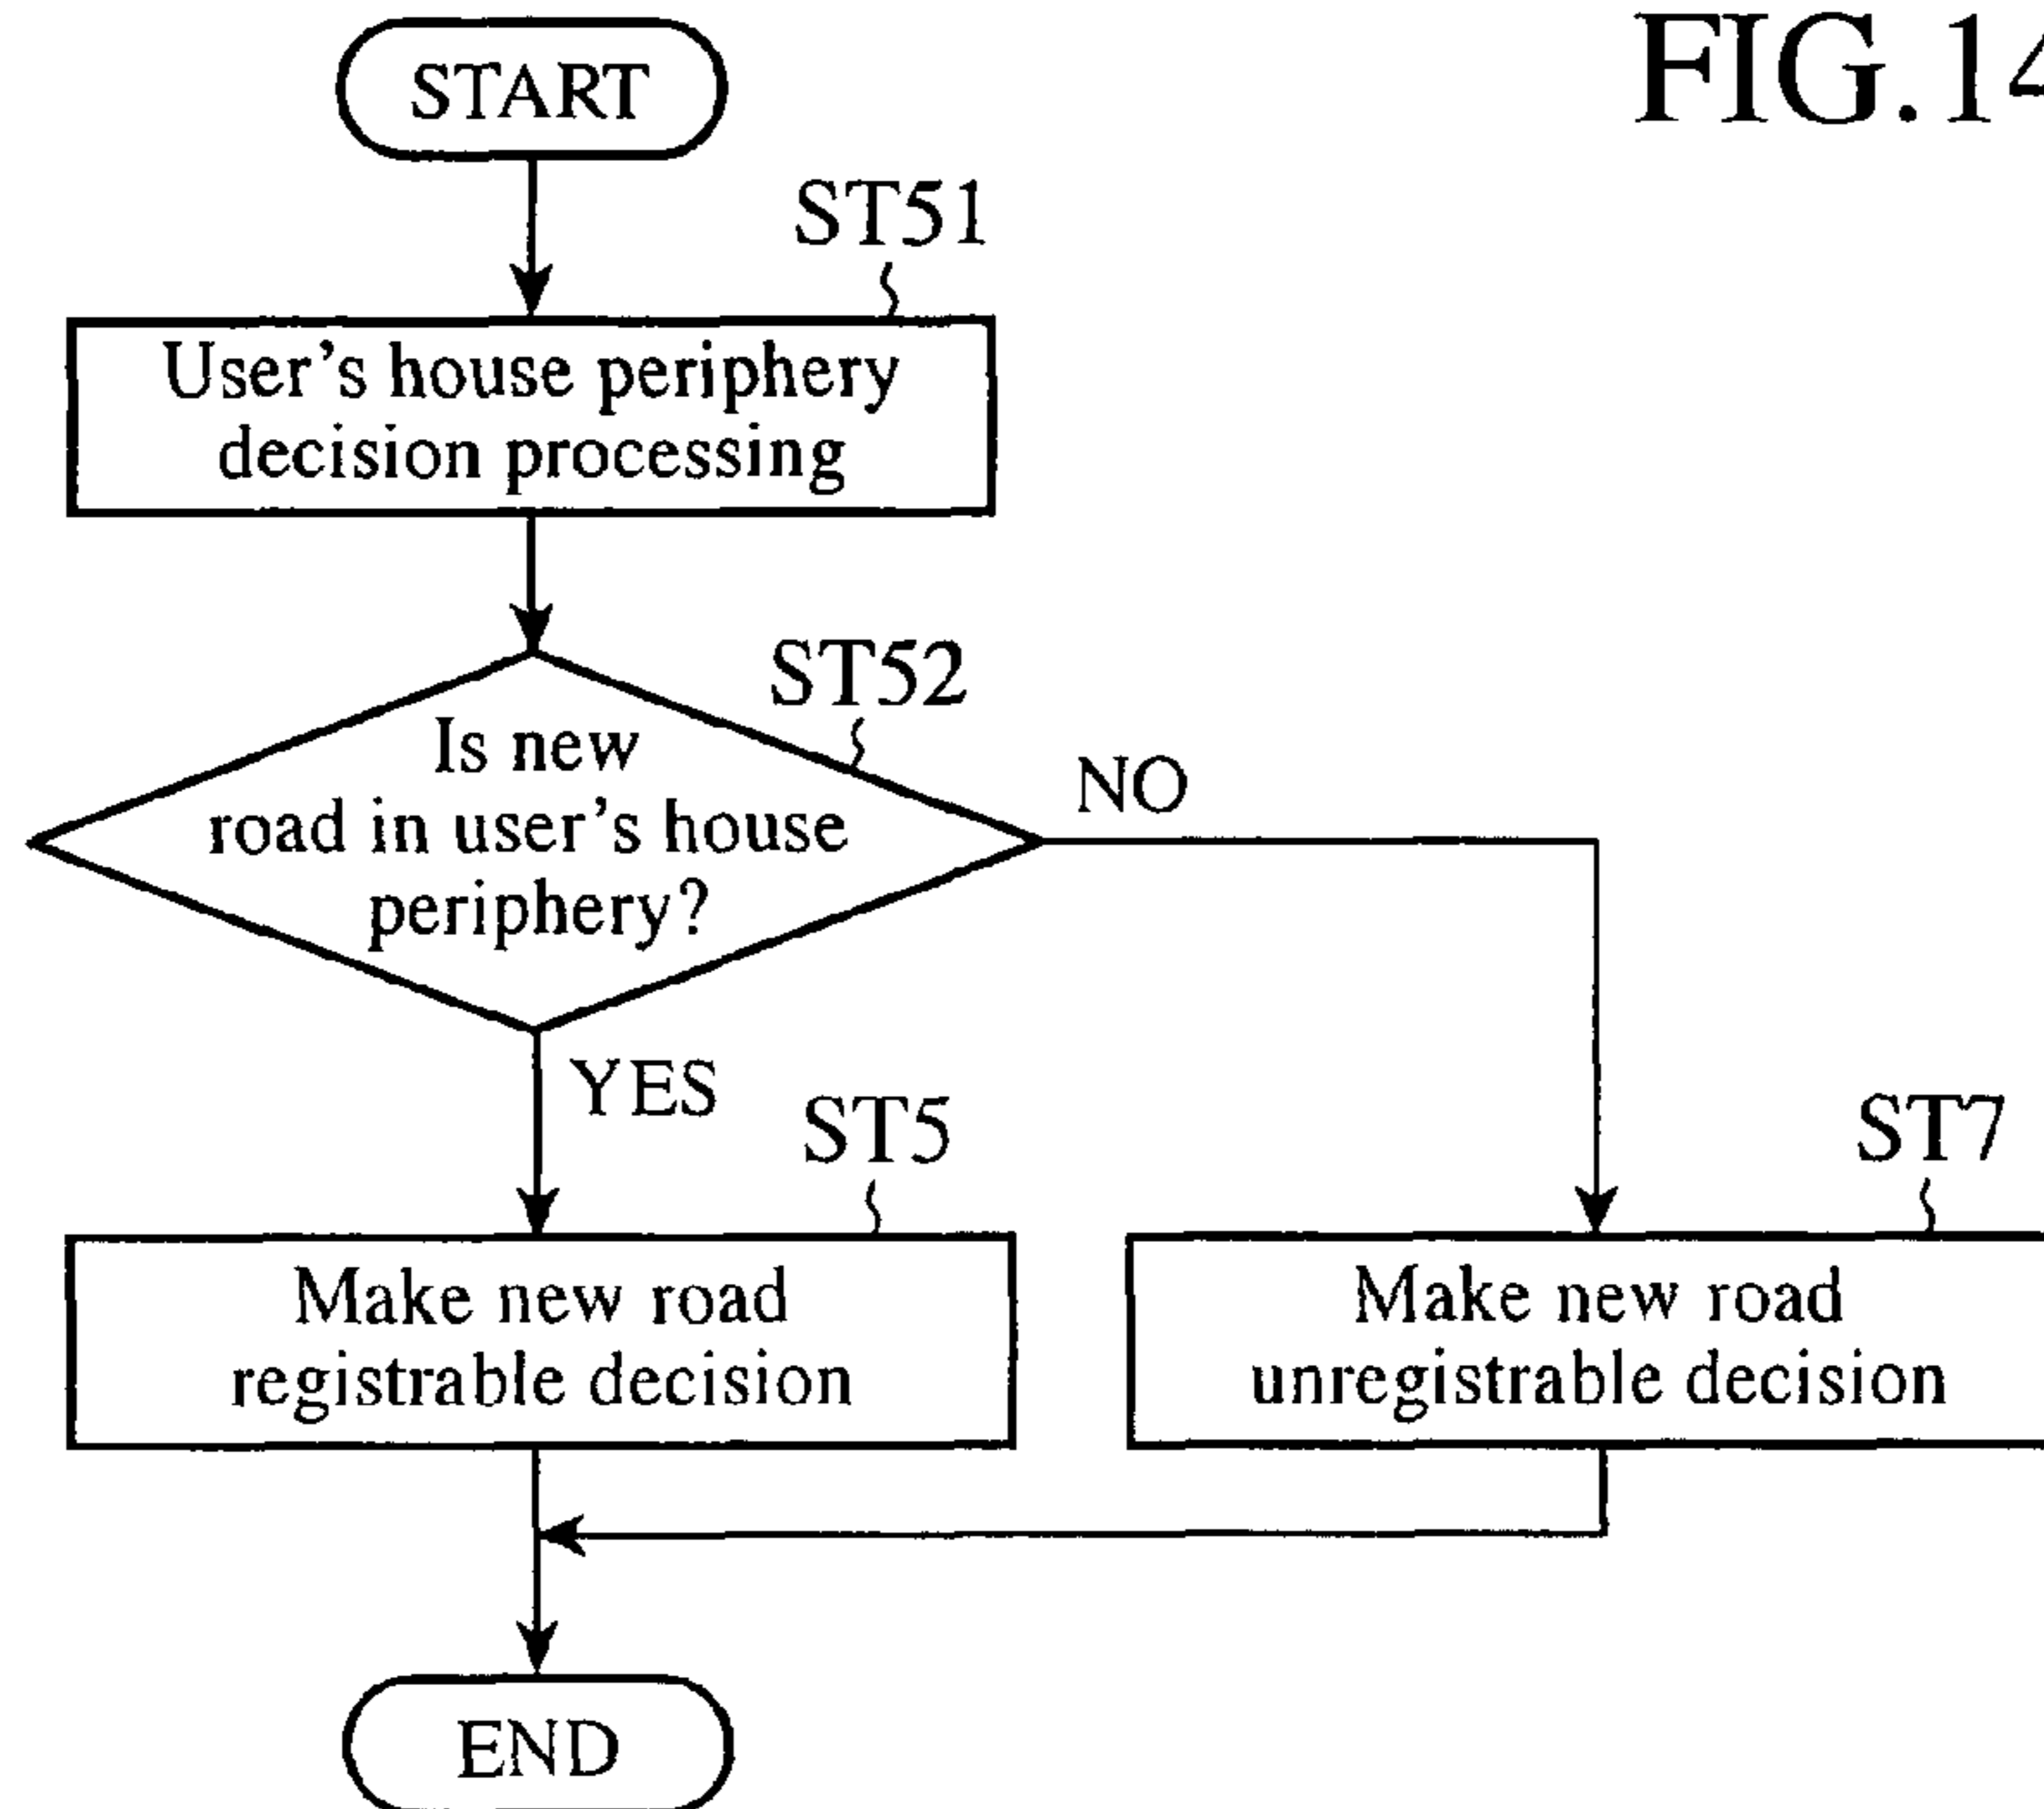 FIG.14
START
ST51
User's house periphery
decision processing
ST52
Is new
road in user's house
periphery?
NO
YES
ST5
Make new road
registrable decision
ST7
Make new road
unregistrable decision
END